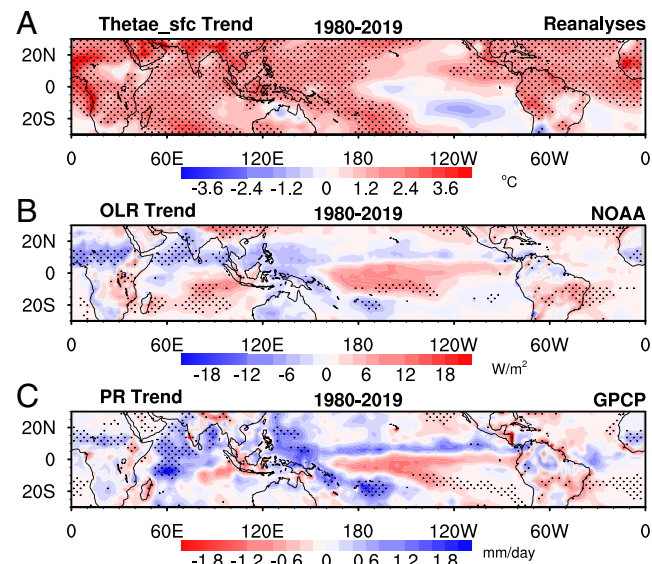 A Thetae_sfc Trend 1980-2019 Reanalyses
20N
0
20S
0 60E 120E 180 120W 60W 0
-3.6 -2.4 -1.2 0 1.2 2.4 3.6 °C
B OLR Trend 1980-2019 NOAA
20N
0
20S
0 60E 120E 180 120W 60W 0
-18 -12 -6 0 6 12 18 W/m²
C PR Trend 1980-2019 GPCP
20N
0
20S
0 60E 120E 180 120W 60W 0
-1.8 -1.2 -0.6 0 0.6 1.2 1.8 mm/day